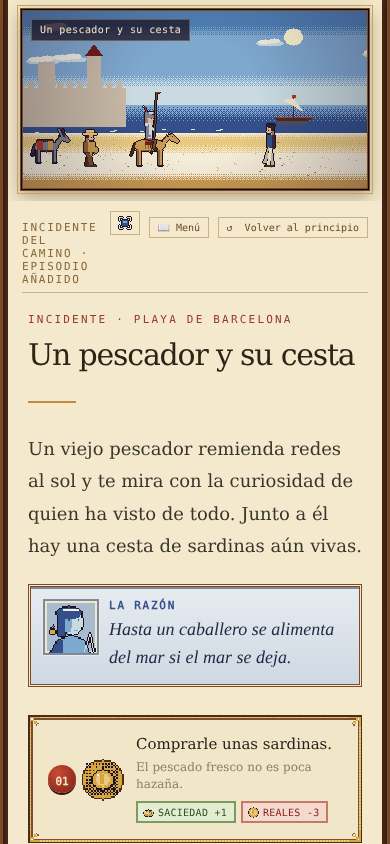 Un pescador y su cesta
INCIDENTE
DEL
CAMINO ·
EPISODIO
AÑADIDO
Menú
↺ Volver al principio
INCIDENTE · PLAYA DE BARCELONA
Un pescador y su cesta
Un viejo pescador remienda redes
al sol y te mira con la curiosidad de
quien ha visto de todo. Junto a él
hay una cesta de sardinas aún vivas.
LA RAZÓN
Hasta un caballero se alimenta
del mar si el mar se deja.
01
Comprarle unas sardinas.
El pescado fresco no es poca
hazaña.
SACIEDAD +1
REALES -3